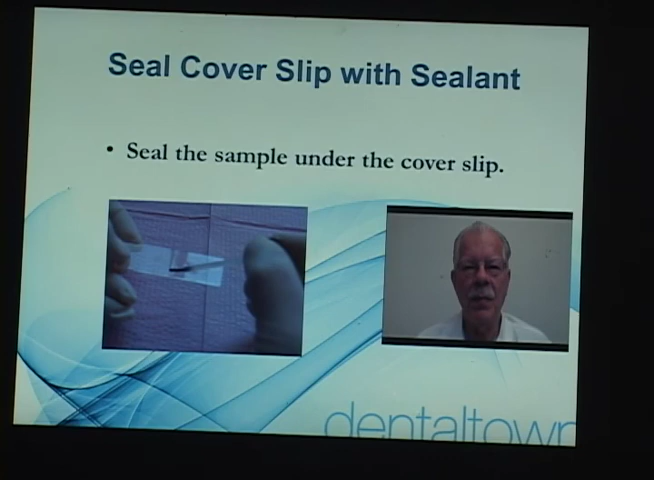 Seal Cover Slip with Sealant
• Seal the sample under the cover slip.
dentaltown